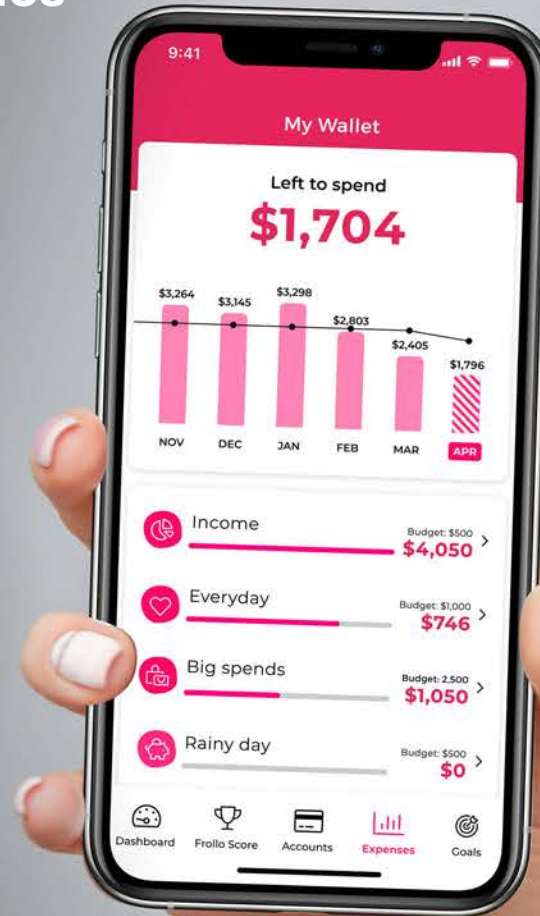 9:41
My Wallet
Left to spend
$1,704
$3,264 $3,145 $3,298 $2,803 $2,405 $1,796
NOV DEC JAN FEB MAR APR
Income
Budget: $500
$4,050
Everyday
Budget: $1,000
$746
Big spends
Budget: 2,500
$1,050
Rainy day
Budget: $500
$0
Dashboard Frollo Score Accounts Expenses Goals